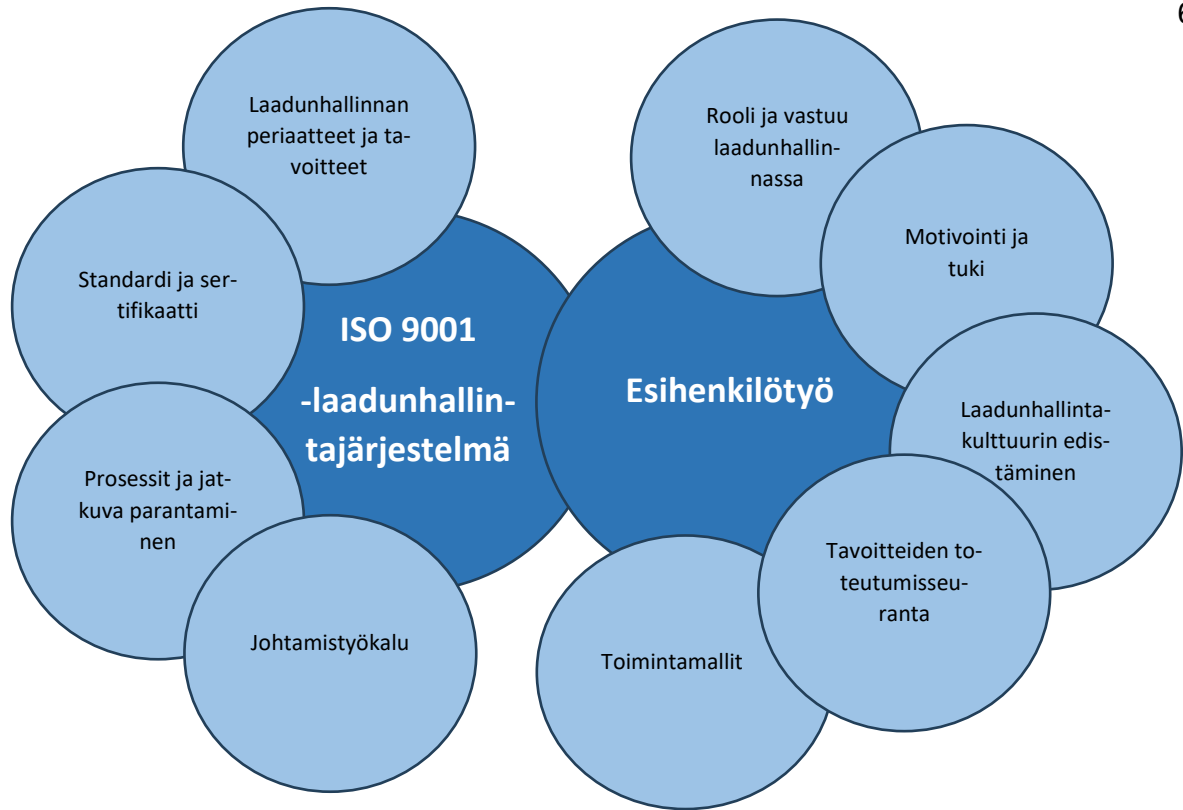 6
Laadunhallinnan
periaatteet ja ta-
voitteet
Standardi ja ser-
tifikaatti
Prosessit ja jat-
kuva parantami-
nen
Johtamistyökalu
ISO 9001
-laadunhallin-
tajärjestelmä
Esihenkilötyö
Rooli ja vastuu
laadunhallin-
nassa
Motivointi ja
tuki
Laadunhallinta-
kulttuurin edis-
täminen
Tavoitteiden to-
teutumisseu-
ranta
Toimintamallit